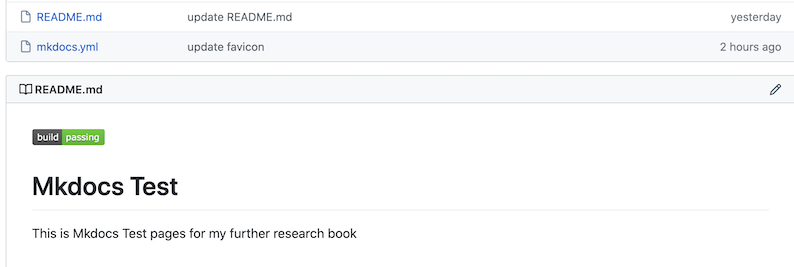 README.md update README.md yesterday
mkdocs.yml update favicon 2 hours ago
README.md
build passing
Mkdocs Test
This is Mkdocs Test pages for my further research book